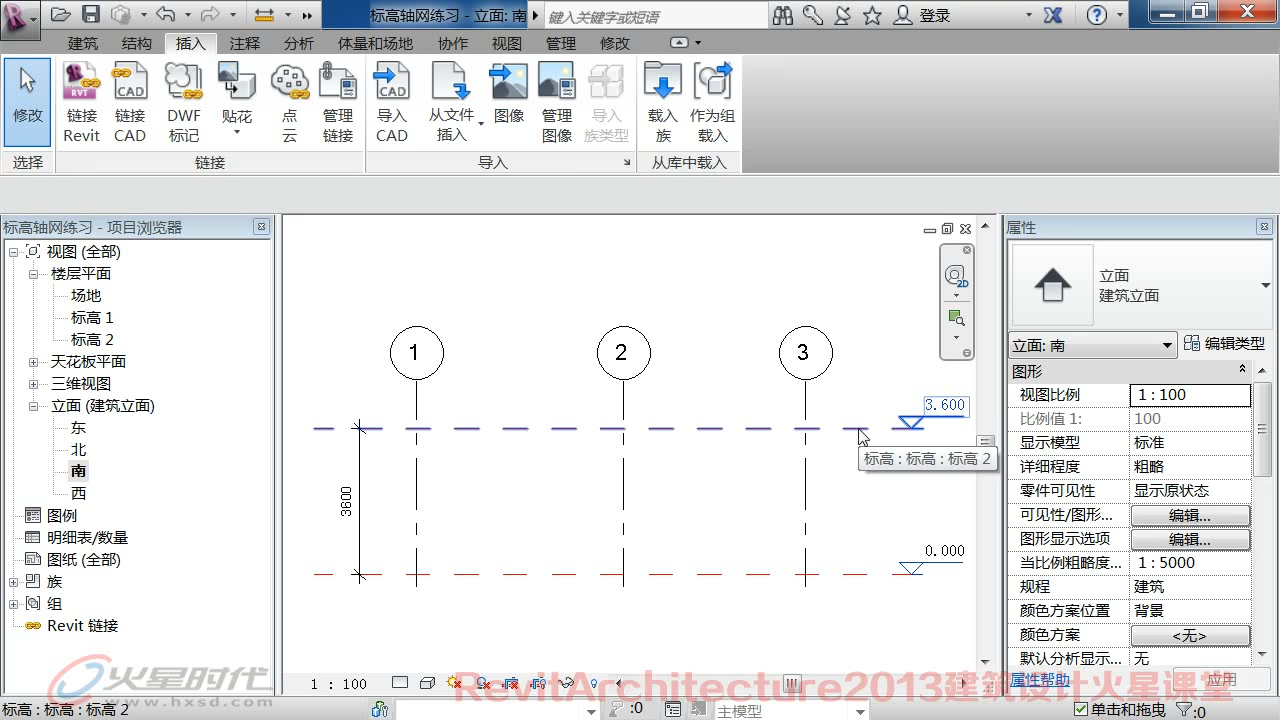 标高轴网练习 - 立面: 南
键入关键字或短语
登录
建筑 结构 插入 注释 分析 体量和场地 协作 视图 管理 修改
修改
链接 Revit
链接 CAD
DWF 标记
贴花
点云
管理链接
导入 CAD
从文件插入
图像
管理图像
导入族类型
载入族
作为组载入
选择 链接 导入 从库中载入
标高轴网练习 - 项目浏览器
视图 (全部)
楼层平面
场地
标高 1
标高 2
天花板平面
三维视图
立面 (建筑立面)
东
北
南
西
图例
明细表/数量
图纸 (全部)
族
组
Revit 链接
火星时代
www.hxsd.com
2D
1
2
3
3.600
标高 : 标高 : 标高 2
3600
0.000
1 : 100
属性
立面
建筑立面
立面: 南
编辑类型
图形
视图比例 1 : 100
比例值 1: 100
显示模型 标准
详细程度 粗略
零件可见性 显示原状态
可见性/图形... 编辑...
图形显示选项 编辑...
当比例粗略度... 1 : 5000
规程 建筑
颜色方案位置 背景
颜色方案 <无>
默认分析显示... 无
属性帮助 应用
RevitArchitecture2013建筑设计火星课堂
标高 : 标高 : 标高 2
:0
主模型
单击和拖曳
:0